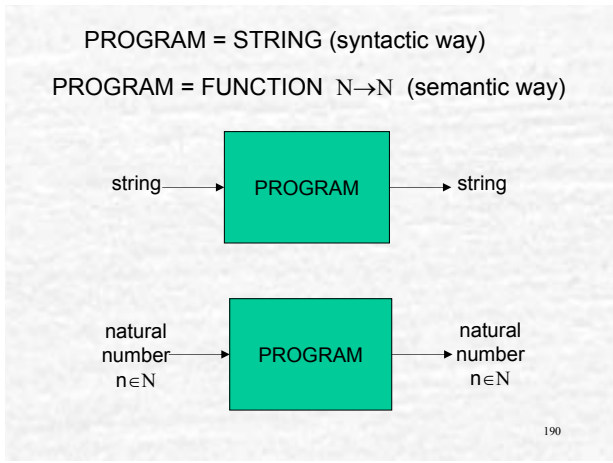 PROGRAM = STRING (syntactic way)
PROGRAM = FUNCTION N→N (semantic way)
string PROGRAM string
natural
number
n∈N
PROGRAM
natural
number
n∈N
190